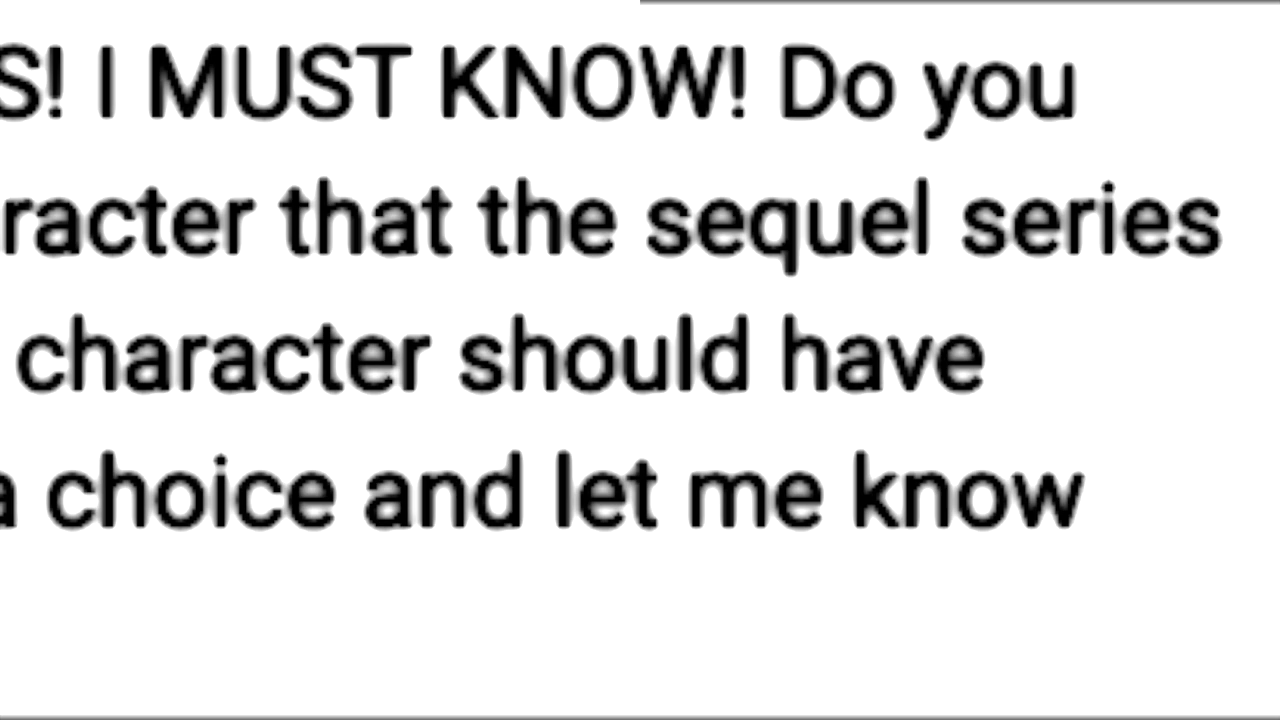 S! I MUST KNOW! Do you
racter that the sequel series
character should have
a choice and let me know